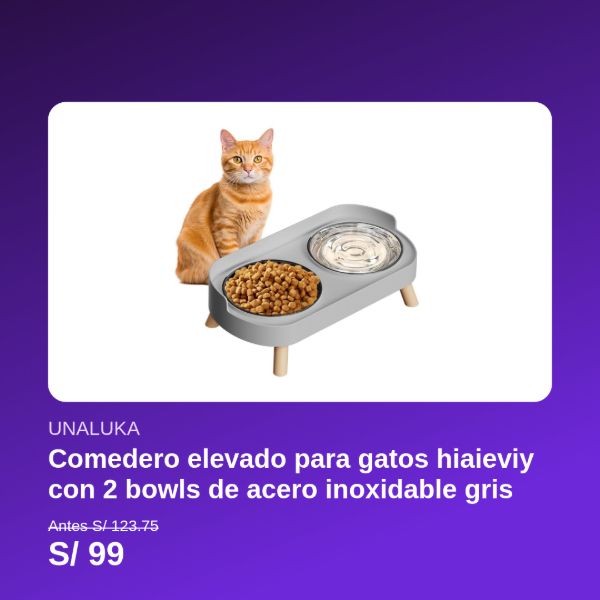 UNALUKA
Comedero elevado para gatos hiaieviy
con 2 bowls de acero inoxidable gris
Antes S/ 123.75
S/ 99